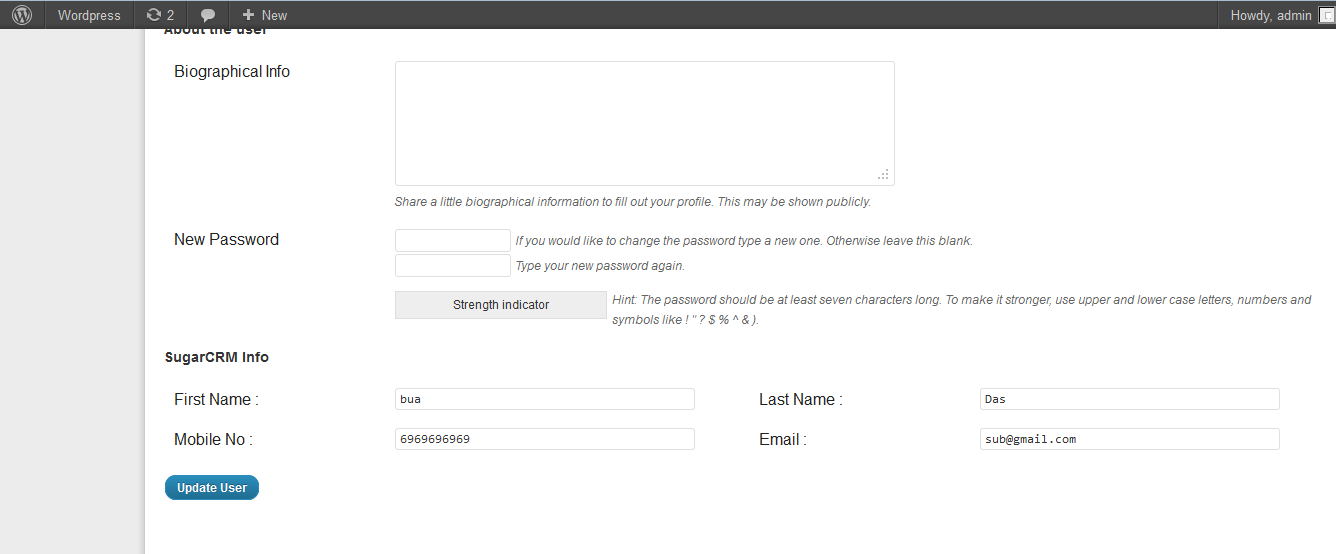 Wordpress 2 New Howdy, admin
About the user
Biographical Info
Share a little biographical information to fill out your profile. This may be shown publicly.
New Password If you would like to change the password type a new one. Otherwise leave this blank.
Type your new password again.
Strength indicator Hint: The password should be at least seven characters long. To make it stronger, use upper and lower case letters, numbers and
symbols like ! " ? $ % ^ & ).
SugarCRM Info
First Name : bua Last Name : Das
Mobile No : 6969696969 Email : sub@gmail.com
Update User